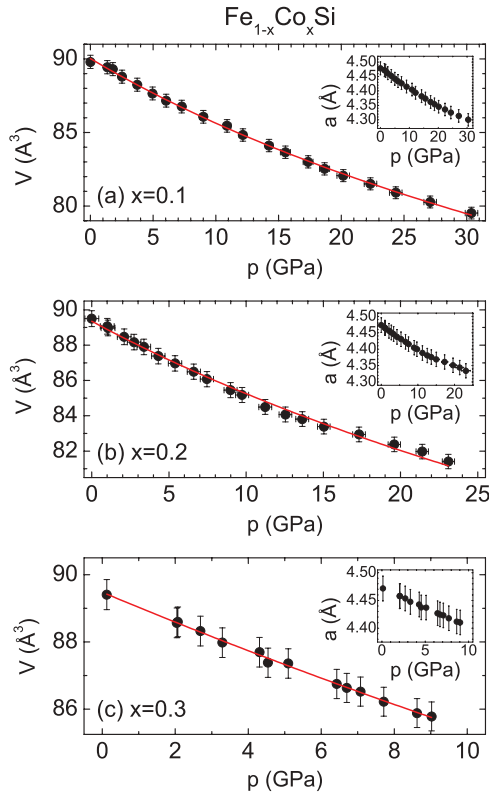 Fe₁₋ₓCoₓSi
90
85
80
V (Å³)
(a) x=0.1
0 5 10 15 20 25 30
p (GPa)
4.50
4.45
4.40
4.35
4.30
a (Å)
0 10 20 30
p (GPa)
90
88
86
84
82
V (Å³)
(b) x=0.2
0 5 10 15 20 25
p (GPa)
4.50
4.45
4.40
4.35
4.30
a (Å)
0 10 20
p (GPa)
90
88
86
V (Å³)
(c) x=0.3
0 2 4 6 8 10
p (GPa)
4.50
4.45
4.40
a (Å)
0 5 10
p (GPa)